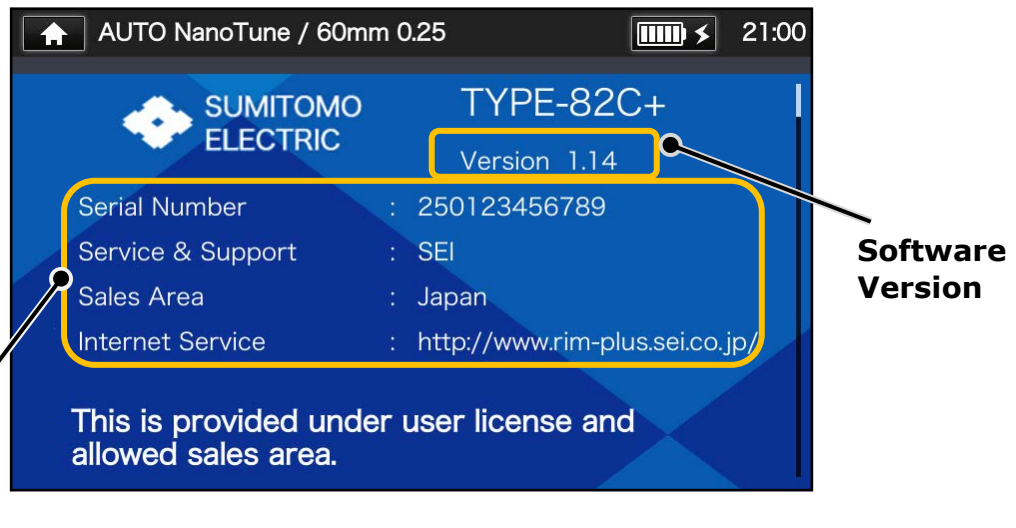 AUTO NanoTune / 60mm 0.25 21:00
SUMITOMO ELECTRIC
TYPE-82C+
Version 1.14
Serial Number : 250123456789
Service & Support : SEI
Sales Area : Japan
Internet Service : http://www.rim-plus.sei.co.jp/
This is provided under user license and
allowed sales area.
Software
Version